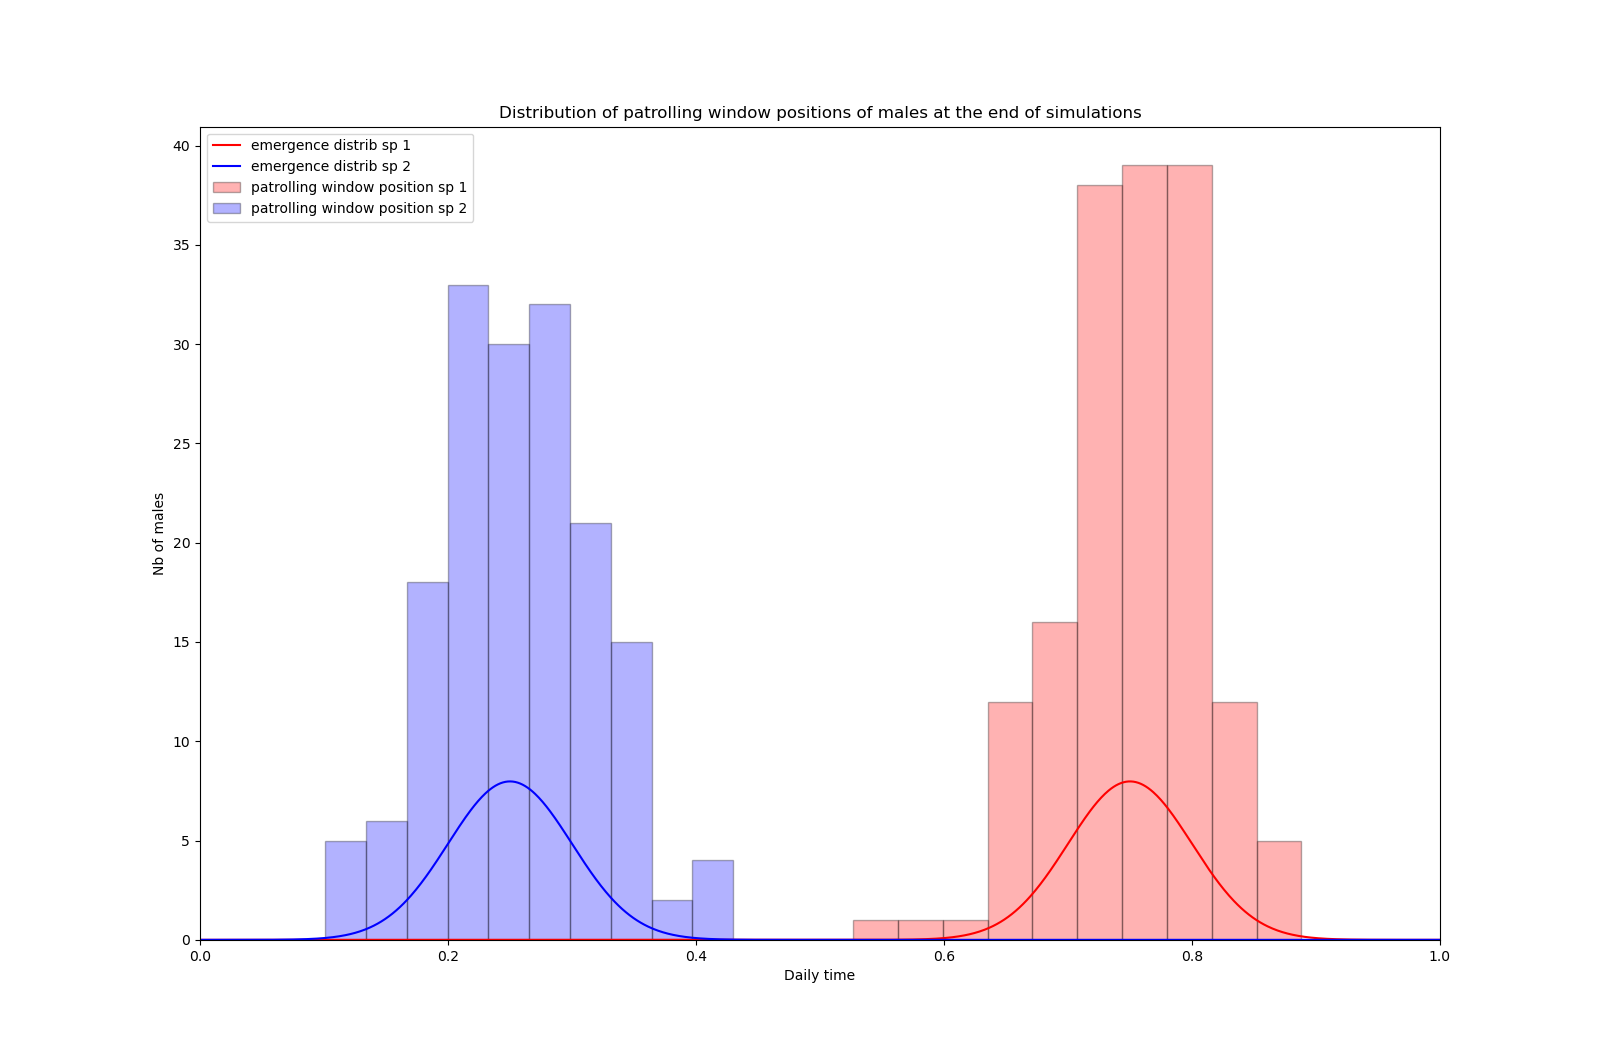 Distribution of patrolling window positions of males at the end of simulations
emergence distrib sp 1
emergence distrib sp 2
patrolling window position sp 1
patrolling window position sp 2
40
35
30
25
20
15
10
5
0
Nb of males
0.0 0.2 0.4 0.6 0.8 1.0
Daily time